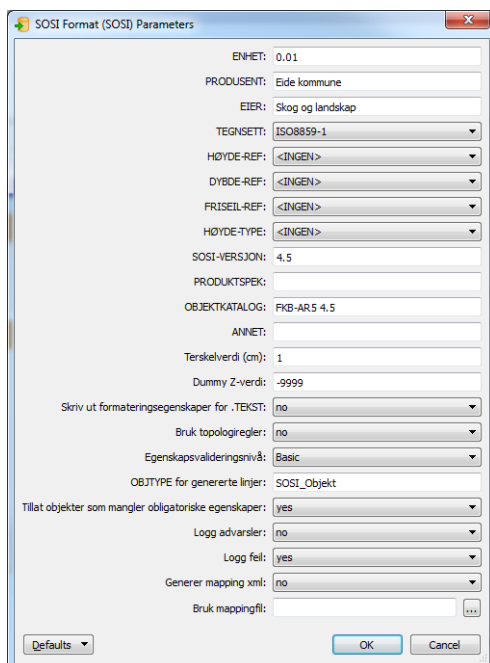 SOSI Format (SOSI) Parameters
ENHET: 0.01
PRODUSENT: Eide kommune
EIER: Skog og landskap
TEGNSETT: ISO8859-1
HØYDE-REF: <INGEN>
DYBDE-REF: <INGEN>
FRISEIL-REF: <INGEN>
HØYDE-TYPE: <INGEN>
SOSI-VERSJON: 4.5
PRODUKTSPEK:
OBJEKTKATALOG: FKB-AR5 4.5
ANNET:
Terskelverdi (cm): 1
Dummy Z-verdi: -9999
Skriv ut formateringsegenskaper for .TEKST: no
Bruk topologiregler: no
Egenskapsvalideringsnivå: Basic
OBJTYPE for genererte linjer: SOSI_Objekt
Tillat objekter som mangler obligatoriske egenskaper: yes
Logg advarsler: no
Logg feil: yes
Generer mapping xml: no
Bruk mappingfil: ...
Defaults OK Cancel